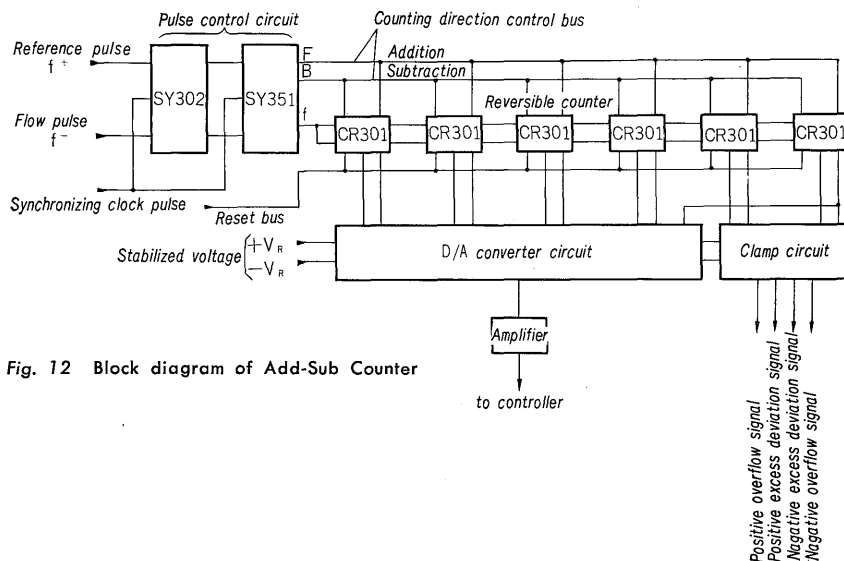 Pulse control circuit
Counting direction control bus
Reference pulse
f +
F
Addition
B
Subtraction
SY302
SY351
Reversible counter
Flow pulse
f −
f
CR301
CR301
CR301
CR301
CR301
CR301
Synchronizing clock pulse
Reset bus
Stabilized voltage
+VR
−VR
D/A converter circuit
Clamp circuit
Amplifier
to controller
Positive overflow signal
Positive excess deviation signal
Nagative excess deviation signal
Nagative overflow signal
Fig. 12 Block diagram of Add-Sub Counter